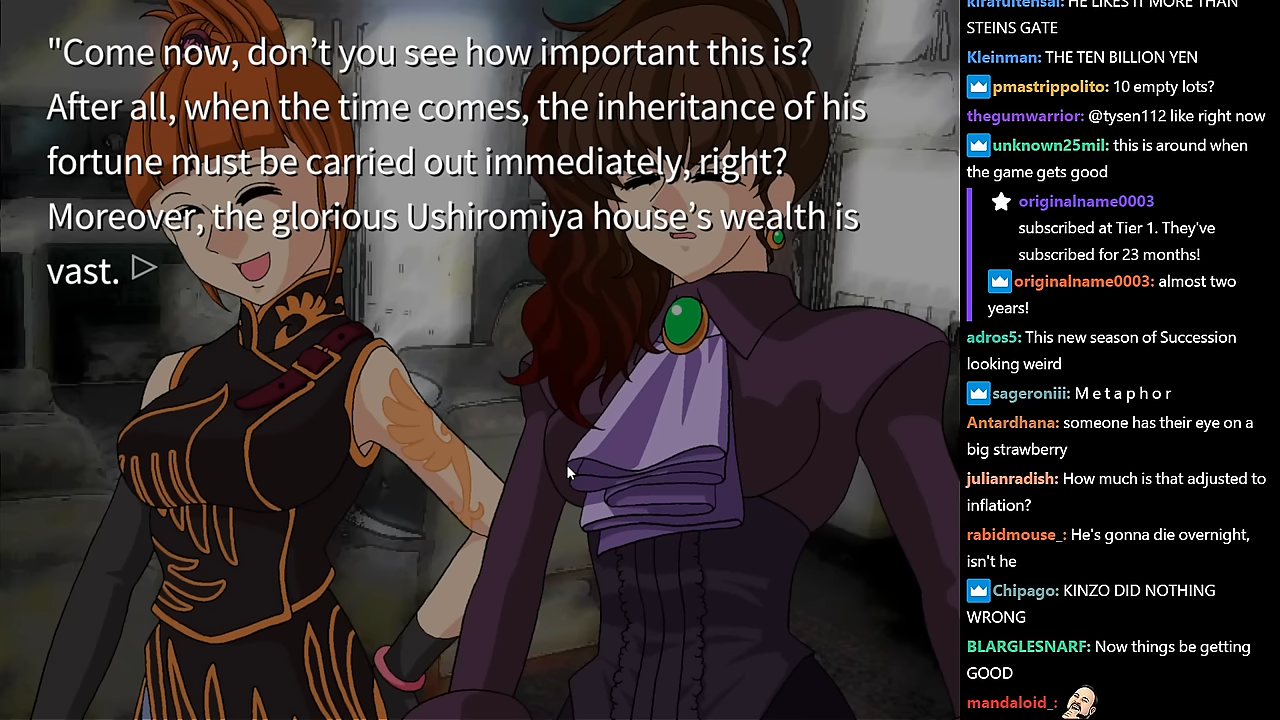 "Come now, don’t you see how important this is?
After all, when the time comes, the inheritance of his
fortune must be carried out immediately, right?
Moreover, the glorious Ushiromiya house’s wealth is
vast.
kirafuitensai: HE LIKES IT MORE THAN
STEINS GATE
Kleinman: THE TEN BILLION YEN
pmastrippolito: 10 empty lots?
thegumwarrior: @tysen112 like right now
unknown25mil: this is around when
the game gets good
originalname0003
subscribed at Tier 1. They've
subscribed for 23 months!
originalname0003: almost two
years!
adros5: This new season of Succession
looking weird
sageroniii: M e t a p h o r
Antardhana: someone has their eye on a
big strawberry
julianradish: How much is that adjusted to
inflation?
rabidmouse_: He's gonna die overnight,
isn't he
Chipago: KINZO DID NOTHING
WRONG
BLARGLESNARF: Now things be getting
GOOD
mandaloid_: